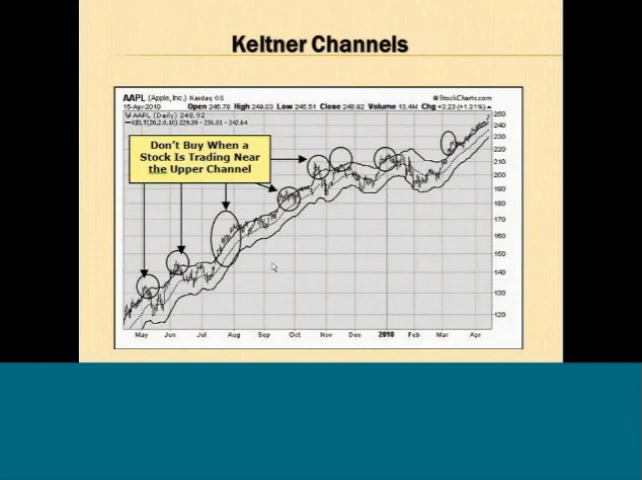 Keltner Channels
AAPL (Apple, Inc.) Nasdaq GS
© StockCharts.com
15-Apr-2010 Open 245.78 High 249.03 Low 245.51 Close 248.92 Volume 13.4M Chg +3.23 (+1.31%)
AAPL (Daily) 248.92
Don't Buy When a
Stock Is Trading Near
the Upper Channel
250
240
230
220
210
200
190
180
170
160
150
140
130
120
May Jun Jul Aug Sep Oct Nov Dec 2010 Feb Mar Apr